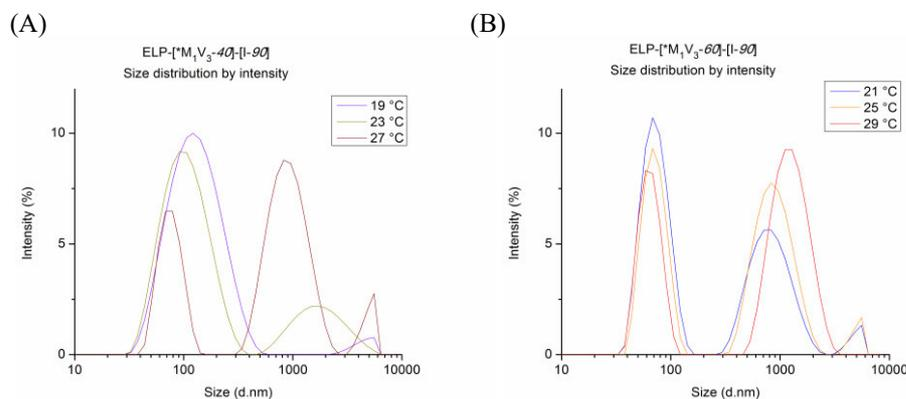 (A)
ELP-[*M₁V₃-40]-[I-90]
Size distribution by intensity
19 °C
23 °C
27 °C
10
5
0
Intensity (%)
10
100
1000
10000
Size (d.nm)
(B)
ELP-[*M₁V₃-60]-[I-90]
Size distribution by intensity
21 °C
25 °C
29 °C
10
5
0
Intensity (%)
10
100
1000
10000
Size (d.nm)